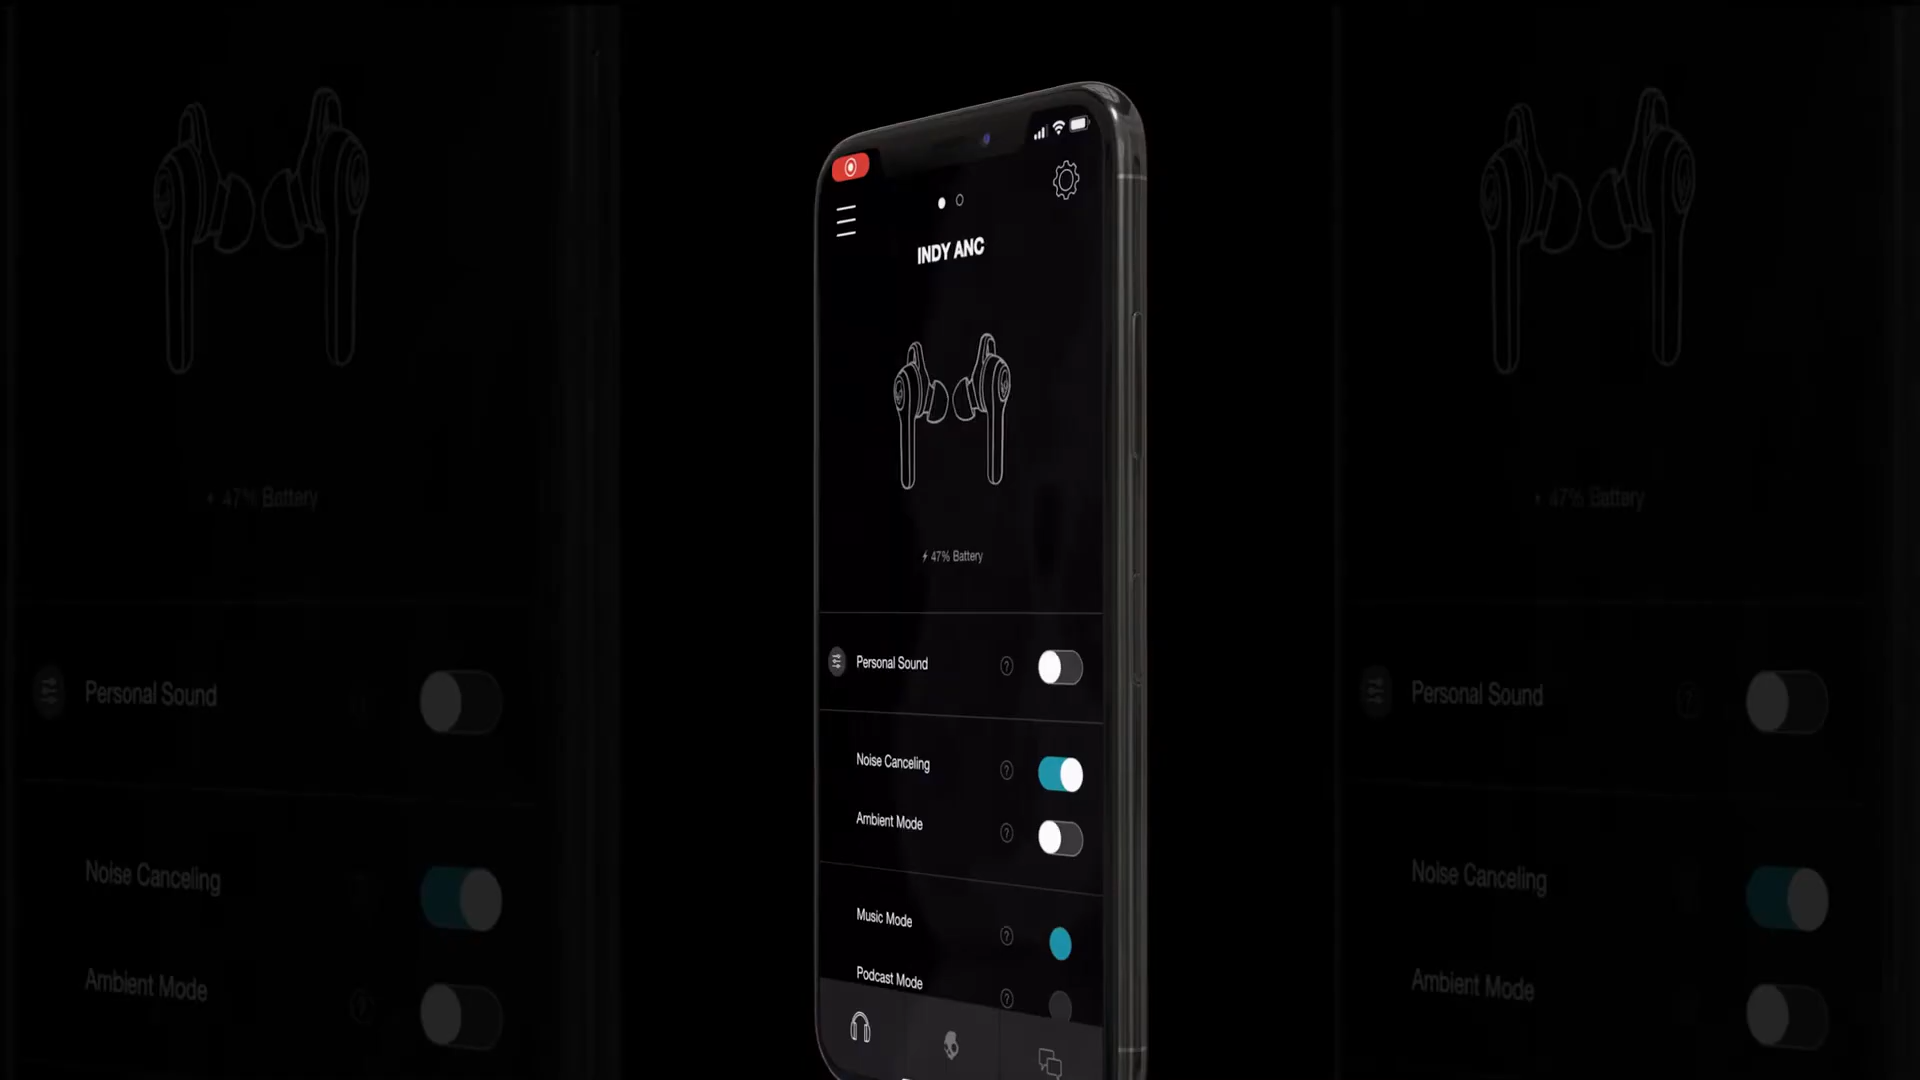 INDY ANC
47% Battery
Personal Sound
?
Noise Canceling
?
Ambient Mode
?
Music Mode
?
Podcast Mode
?
47% Battery
Personal Sound
Noise Canceling
Ambient Mode
?
47% Battery
Personal Sound
?
Noise Canceling
Ambient Mode